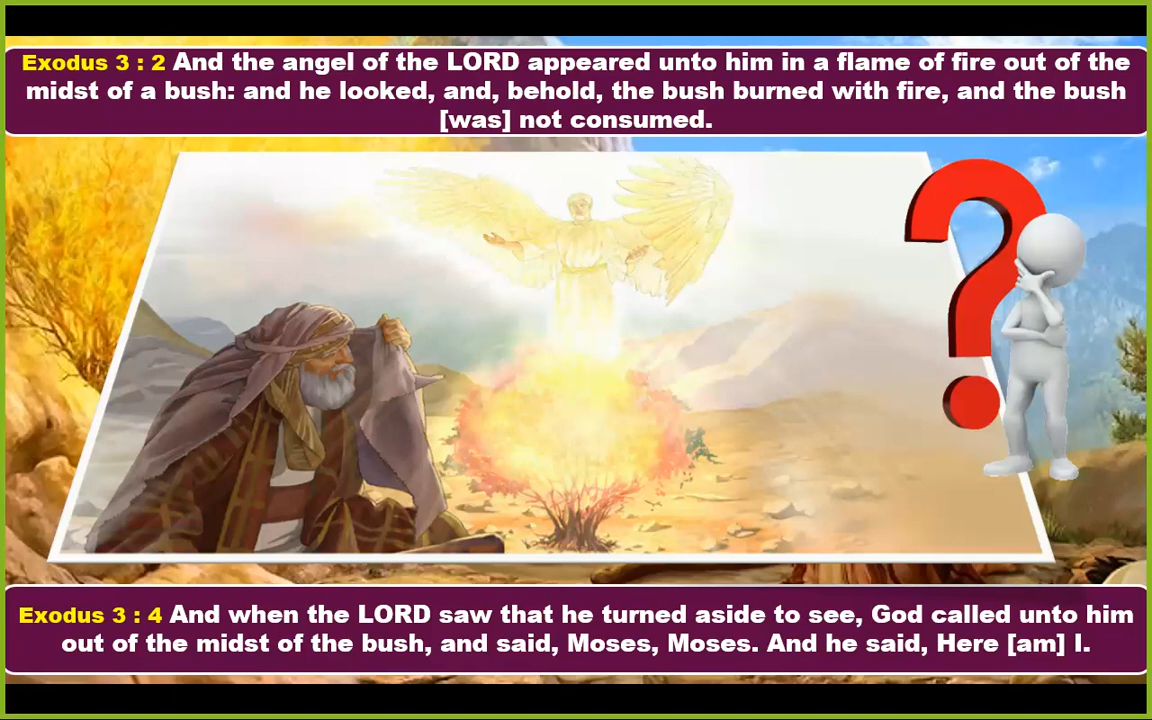 Exodus 3 : 2 And the angel of the LORD appeared unto him in a flame of fire out of the
midst of a bush: and he looked, and, behold, the bush burned with fire, and the bush
[was] not consumed.
?
Exodus 3 : 4 And when the LORD saw that he turned aside to see, God called unto him
out of the midst of the bush, and said, Moses, Moses. And he said, Here [am] I.